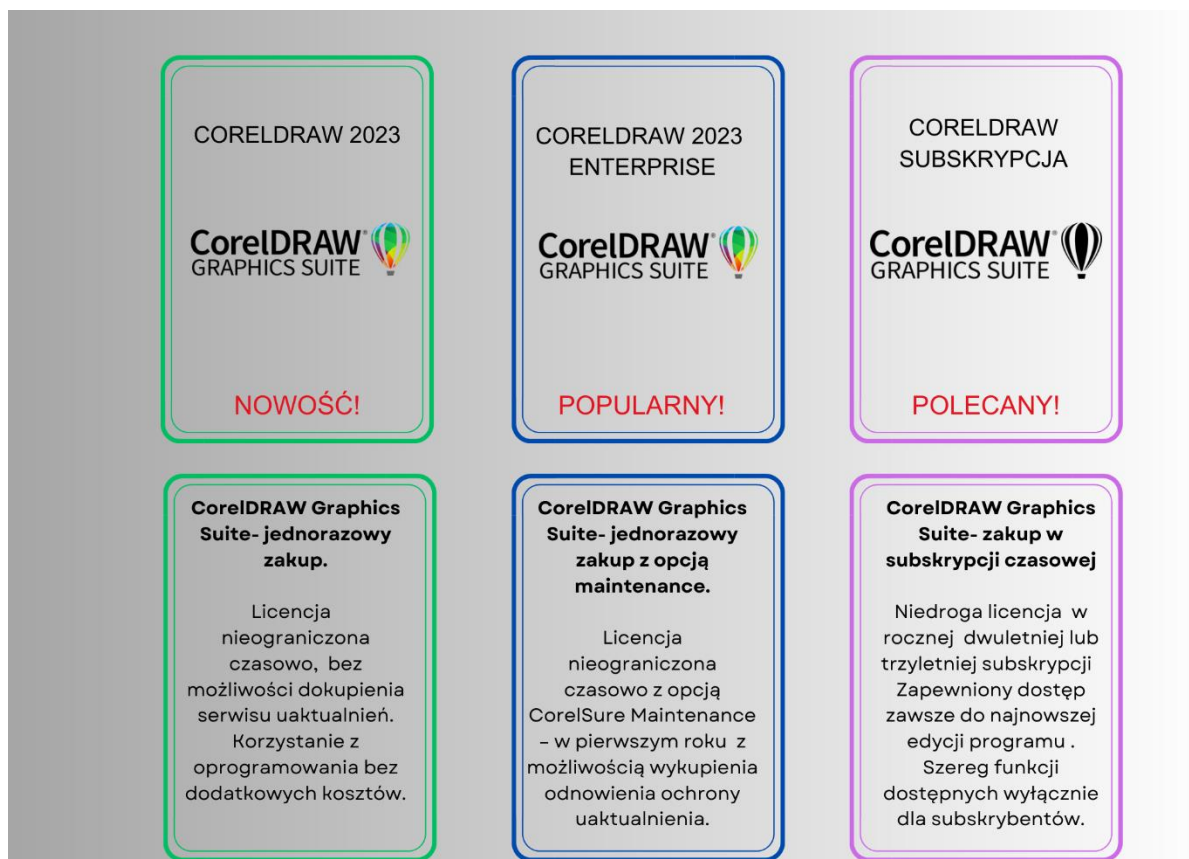 CORELDRAW 2023
CorelDRAW®
GRAPHICS SUITE
NOWOŚĆ!
CORELDRAW 2023
ENTERPRISE
CorelDRAW®
GRAPHICS SUITE
POPULARNY!
CORELDRAW
SUBSKRYPCJA
CorelDRAW®
GRAPHICS SUITE
POLECANY!
CorelDRAW Graphics
Suite- jednorazowy
zakup.
Licencja
nieograniczona
czasowo, bez
możliwości dokupienia
serwisu uaktualnień.
Korzystanie z
oprogramowania bez
dodatkowych kosztów.
CorelDRAW Graphics
Suite- jednorazowy
zakup z opcją
maintenance.
Licencja
nieograniczona
czasowo z opcją
CorelSure Maintenance
– w pierwszym roku z
możliwością wykupienia
odnowienia ochrony
uaktualnienia.
CorelDRAW Graphics
Suite- zakup w
subskrypcji czasowej
Niedroga licencja w
rocznej dwuletniej lub
trzyletniej subskrypcji
Zapewniony dostęp
zawsze do najnowszej
edycji programu .
Szereg funkcji
dostępnych wyłącznie
dla subskrybentów.